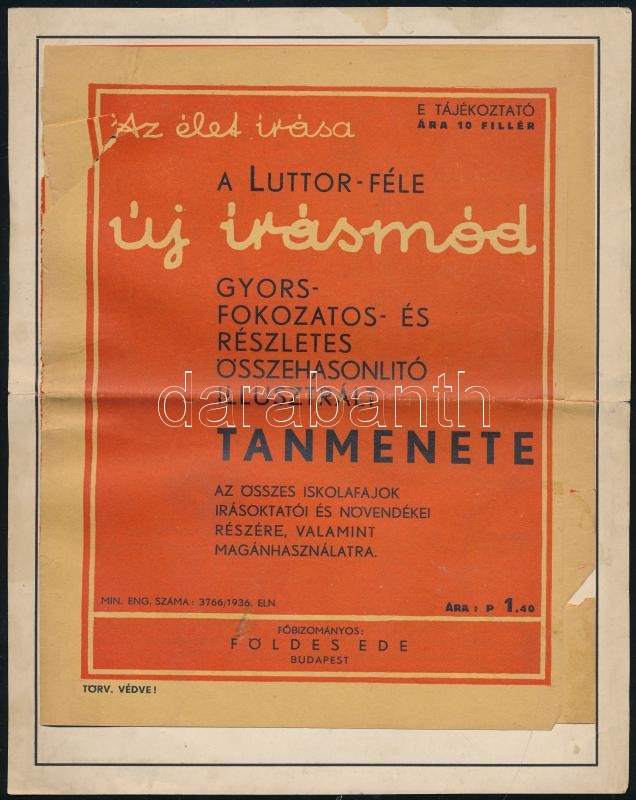 Az élet írása
E TÁJÉKOZTATÓ
ÁRA 10 FILLÉR
A LUTTOR-FÉLE
új írásmód
GYORS-
FOKOZATOS- ÉS
RÉSZLETES
ÖSSZEHASONLITÓ
ILLUSZTRÁLT
darabanth
TANMENETE
AZ ÖSSZES ISKOLAFAJOK
IRÁSOKTATÓI ÉS NÖVENDÉKEI
RÉSZÉRE, VALAMINT
MAGÁNHASZNÁLATRA.
MIN. ENG. SZÁMA: 3766/1936. ELN.
ÁRA: P 1.40
FŐBIZOMÁNYOS:
FÖLDES EDE
BUDAPEST
TÖRV. VÉDVE!